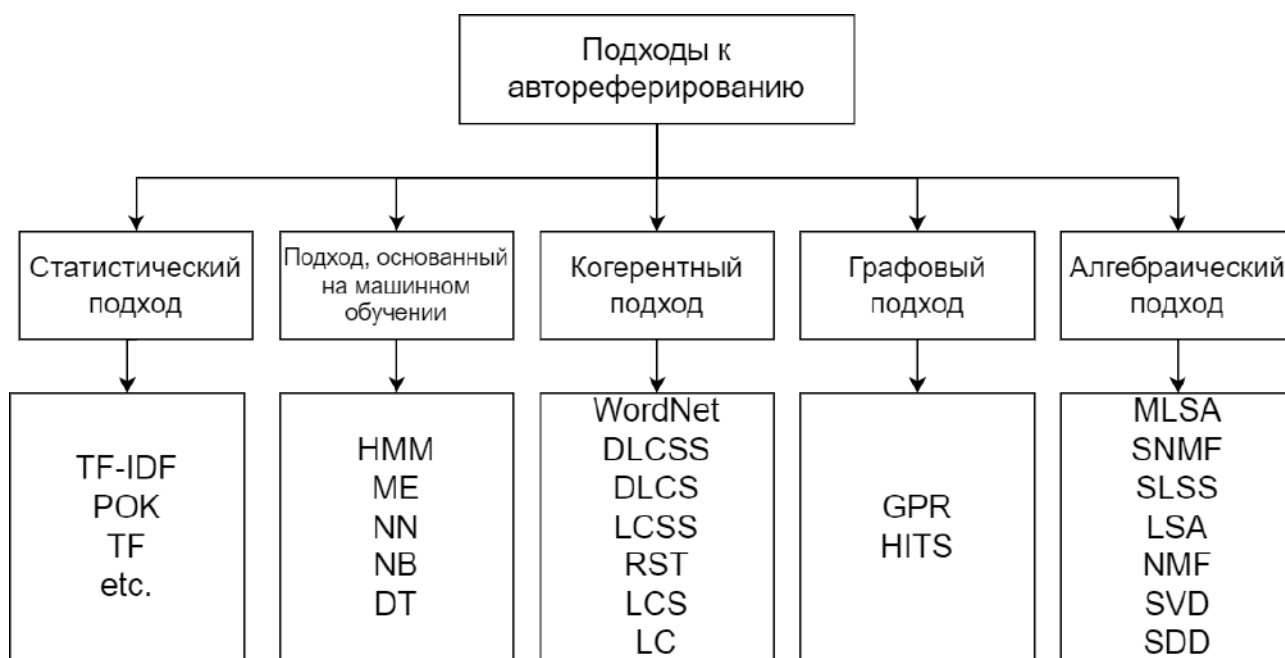 Подходы к
автореферированию
Статистический
подход
Подход, основанный
на машинном
обучении
Когерентный
подход
Графовый
подход
Алгебраический
подход
TF-IDF
POK
TF
etc.
HMM
ME
NN
NB
DT
WordNet
DLCSS
DLCS
LCSS
RST
LCS
LC
GPR
HITS
MLSA
SNMF
SLSS
LSA
NMF
SVD
SDD